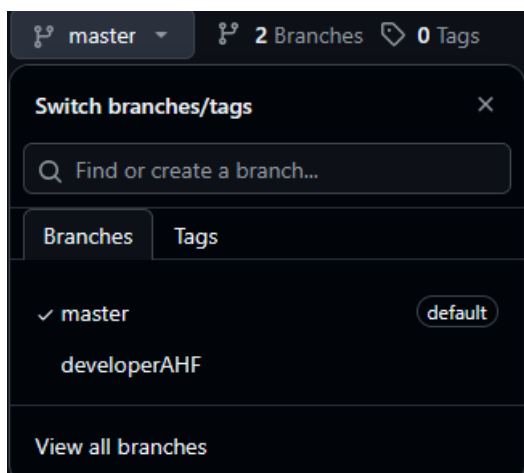 master 2 Branches 0 Tags
Switch branches/tags
Find or create a branch...
Branches Tags
master default
developerAHF
View all branches